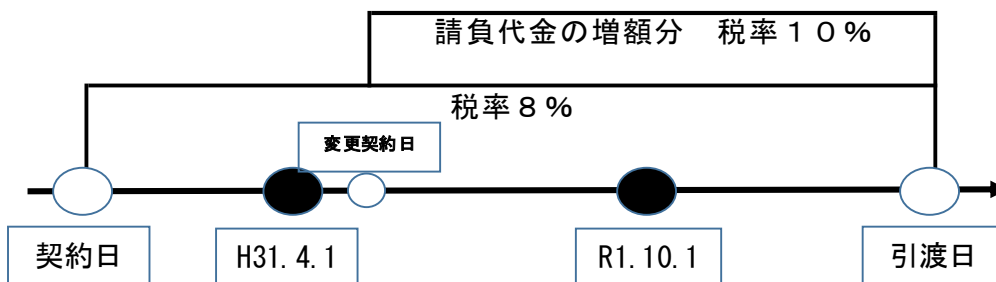 請負代金の増額分　税率１０％
税率８％
変更契約日
契約日
H31.4.1
R1.10.1
引渡日